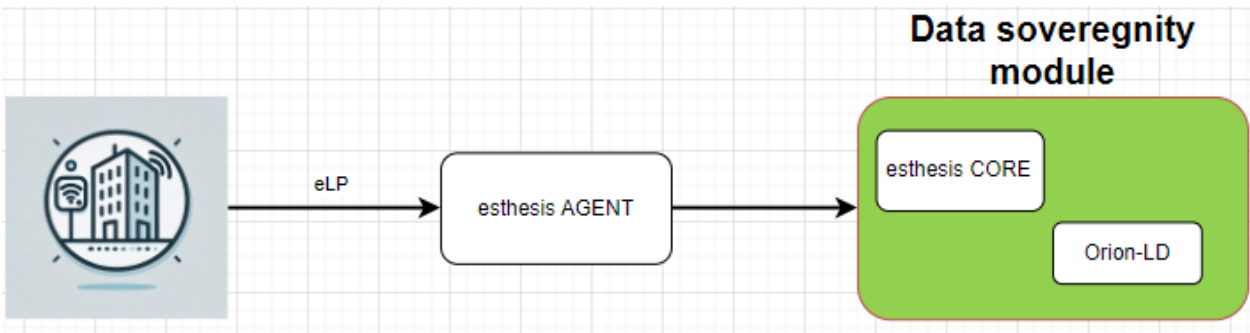 Data soveregnity
module
eLP
esthesis AGENT
esthesis CORE
Orion-LD